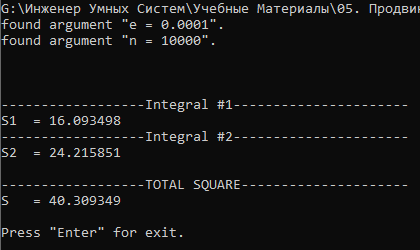 G:\Инженер Умных Систем\Учебные Материалы\05. Продвин
found argument "e = 0.0001".
found argument "n = 10000".
------------------Integral #1----------------------
S1  = 16.093498
------------------Integral #2----------------------
S2  = 24.215851
------------------TOTAL SQUARE---------------------
S   = 40.309349
Press "Enter" for exit.